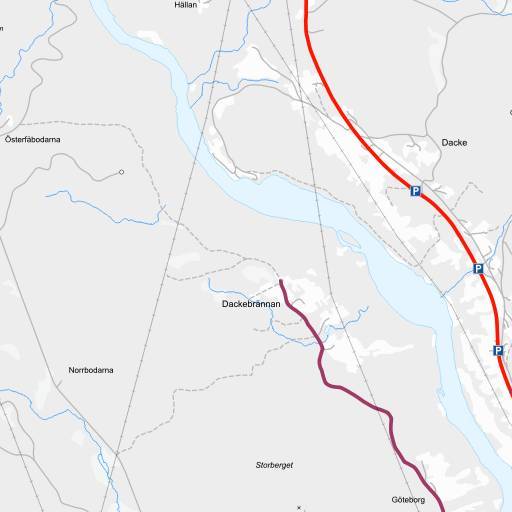 Hällan
Österfäbodarna
Dacke
P
P
Dackebrännan
P
Norrbodarna
Storberget
Göteborg